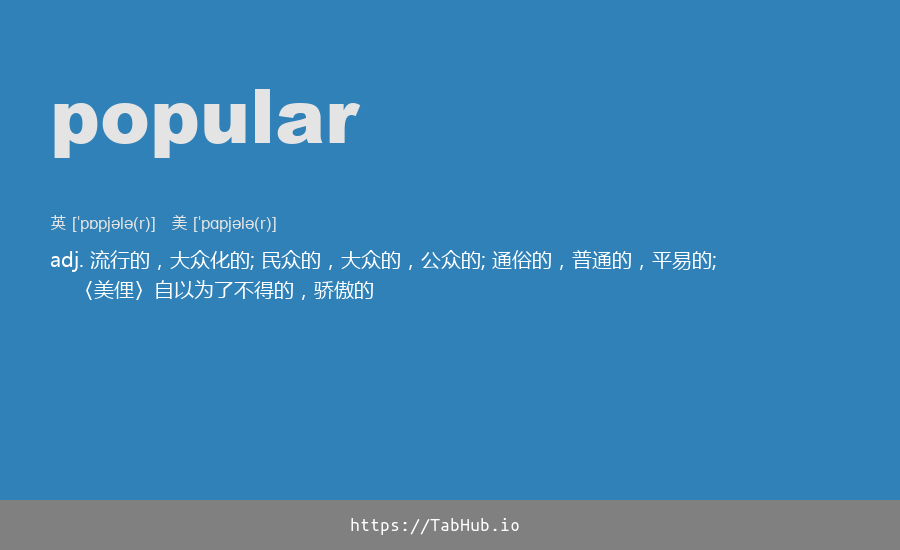 popular
英 [ˈpɒpjələ(r)] 美 [ˈpɑpjələ(r)]
adj. 流行的，大众化的; 民众的，大众的，公众的; 通俗的，普通的，平易的;
〈美俚〉自以为了不得的，骄傲的
https://TabHub.io